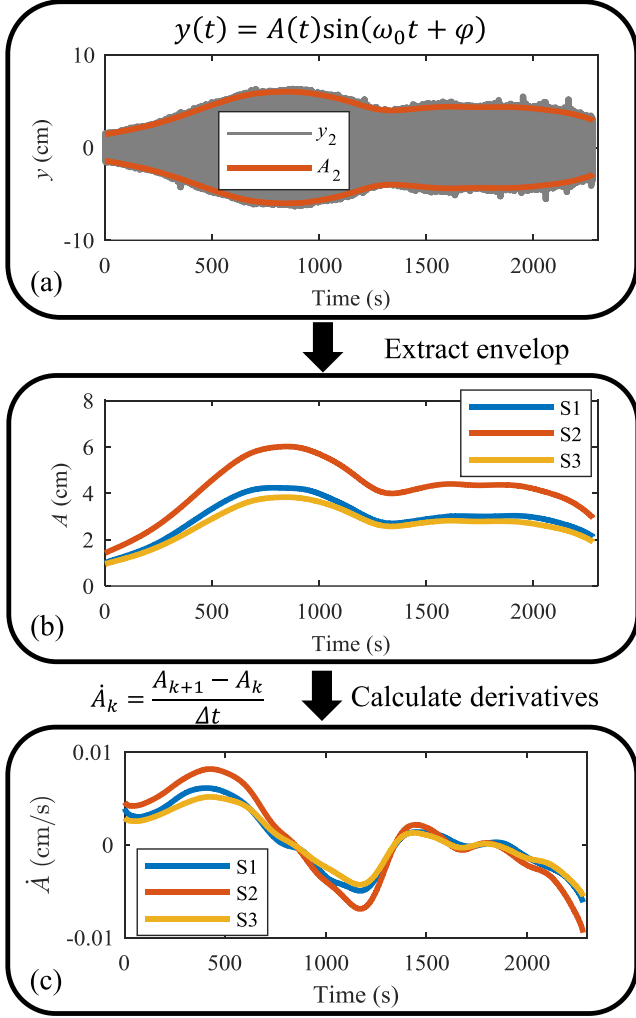 y(t) = A(t)sin(ω₀t + φ)
10
0
-10
y (cm)
y₂
A₂
0 500 1000 1500 2000
Time (s)
(a)
Extract envelop
8
6
4
2
0
A (cm)
S1
S2
S3
0 500 1000 1500 2000
Time (s)
(b)
Ȧₖ = (Aₖ₊₁ − Aₖ)/Δt
Calculate derivatives
0.01
0
-0.01
Ȧ (cm/s)
S1
S2
S3
0 500 1000 1500 2000
Time (s)
(c)